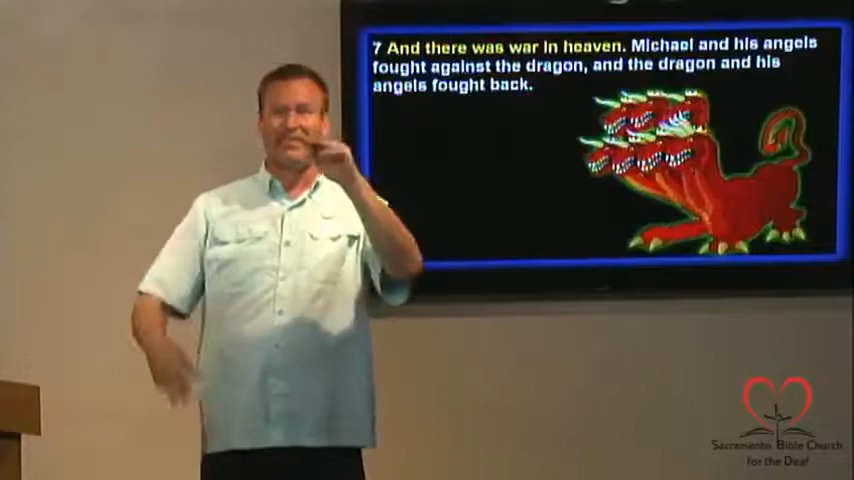 7 And there was war in heaven. Michael and his angels
fought against the dragon, and the dragon and his
angels fought back.
Sacramento Bible Church
for the Deaf